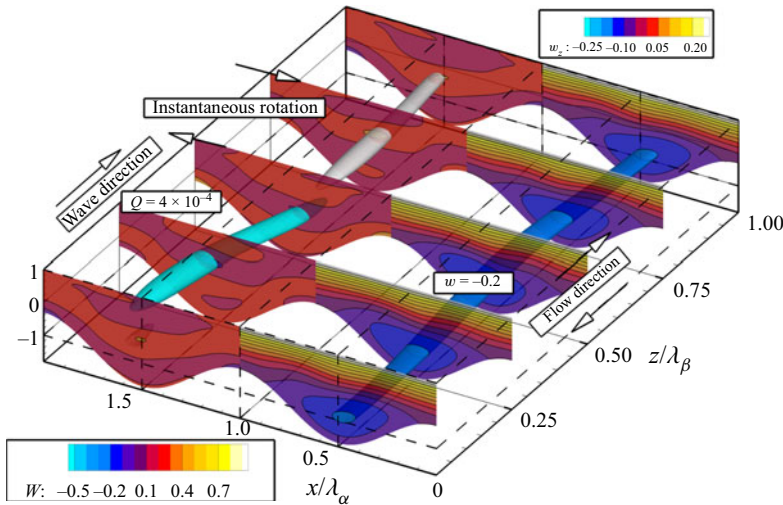 w_z : −0.25 −0.10 0.05 0.20
Instantaneous rotation
Wave direction
Q = 4 × 10⁻⁴
1.00
1
0
−1
w = −0.2
Flow direction
0.75
z/λ_β
0.50
0.25
1.5
1.0
0.5
0
x/λ_α
W: −0.5 −0.2 0.1 0.4 0.7